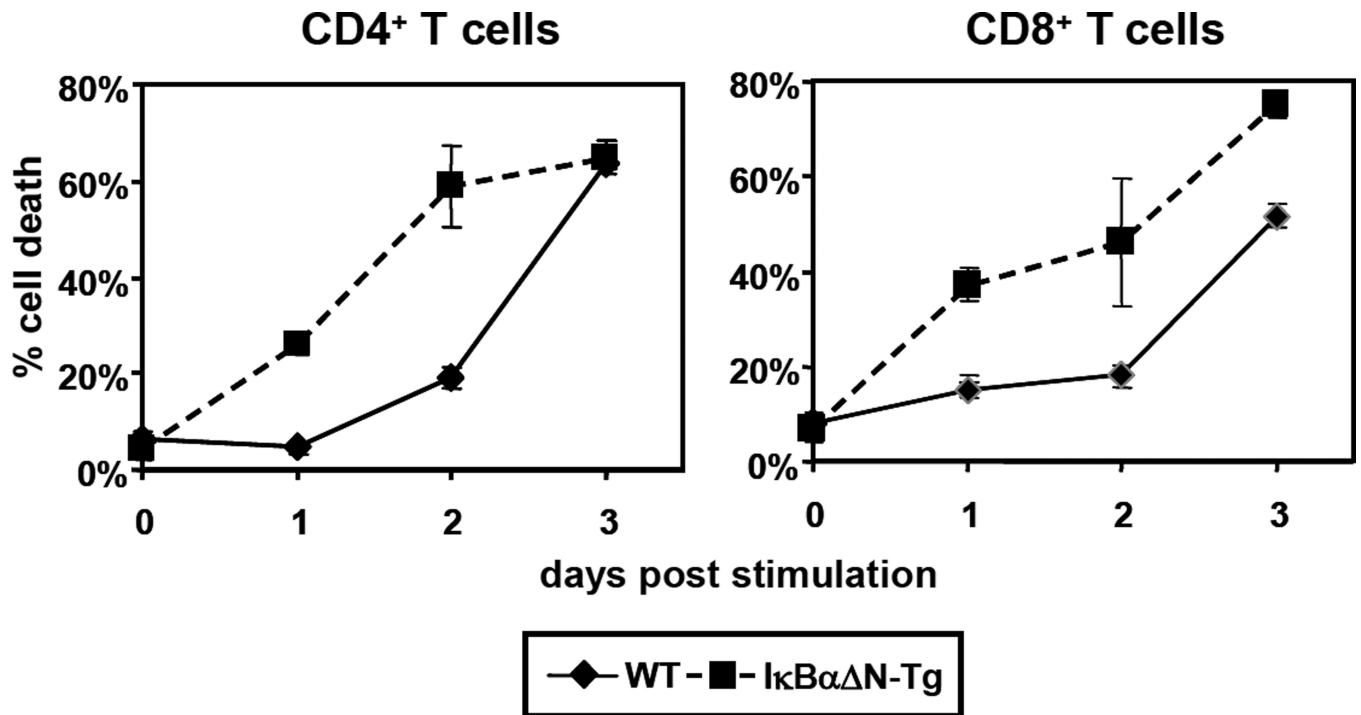 CD4⁺ T cells
CD8⁺ T cells
% cell death
80%
60%
40%
20%
0%
0 1 2 3
80%
60%
40%
20%
0%
0 1 2 3
days post stimulation
WT IκBαΔN-Tg